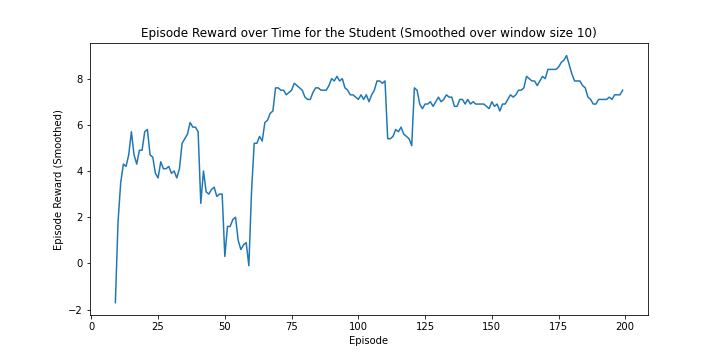 Episode Reward over Time for the Student (Smoothed over window size 10)
Episode Reward (Smoothed)
8
6
4
2
0
−2
0 25 50 75 100 125 150 175 200
Episode